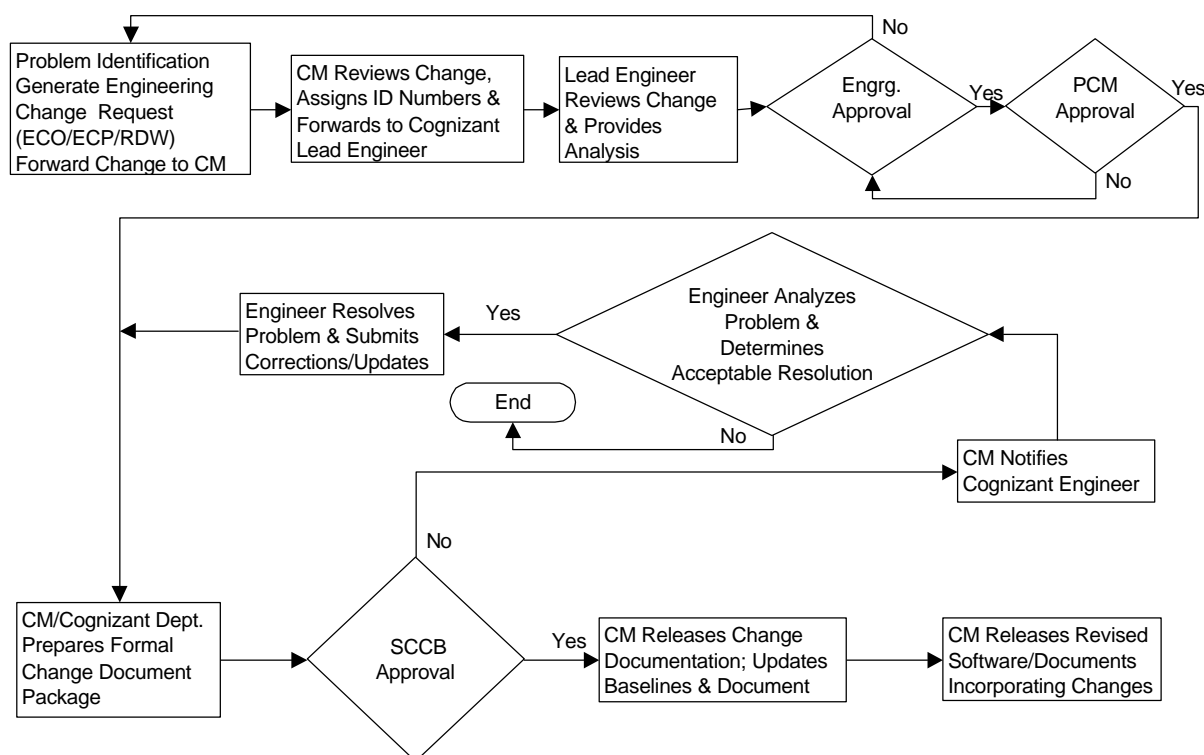 No
Problem Identification
Generate Engineering
Change Request
(ECO/ECP/RDW)
Forward Change to CM
CM Reviews Change,
Assigns ID Numbers &
Forwards to Cognizant
Lead Engineer
Lead Engineer
Reviews Change
& Provides
Analysis
Engrg.
Approval
Yes
PCM
Approval
Yes
No
Engineer Analyzes
Problem &
Determines
Acceptable Resolution
Yes
Engineer Resolves
Problem & Submits
Corrections/Updates
End
No
CM Notifies
Cognizant Engineer
No
CM/Cognizant Dept.
Prepares Formal
Change Document
Package
SCCB
Approval
Yes
CM Releases Change
Documentation; Updates
Baselines & Document
CM Releases Revised
Software/Documents
Incorporating Changes